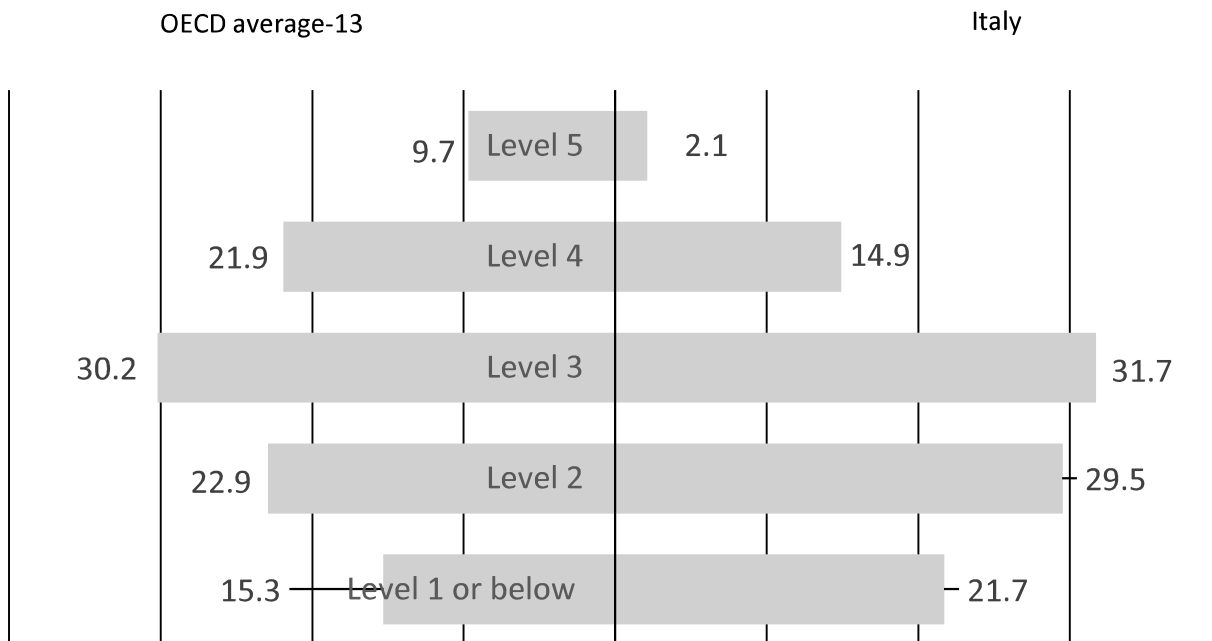 OECD average-13 Italy
9.7 Level 5 2.1
21.9 Level 4 14.9
30.2 Level 3 31.7
22.9 Level 2 29.5
15.3 Level 1 or below 21.7